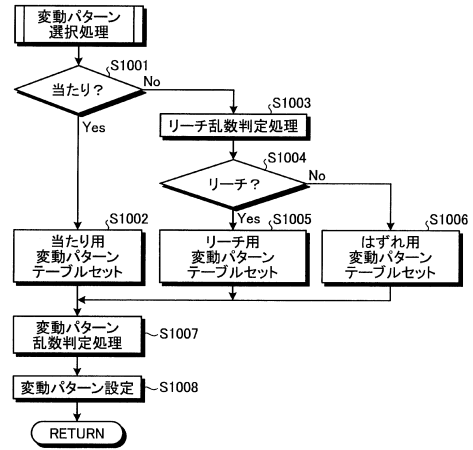 変動パターン
選択処理
S1001
当たり?
No
Yes
S1003
リーチ乱数判定処理
S1004
リーチ?
No
Yes
S1002
当たり用
変動パターン
テーブルセット
S1005
リーチ用
変動パターン
テーブルセット
S1006
はずれ用
変動パターン
テーブルセット
変動パターン
乱数判定処理
S1007
変動パターン設定
S1008
RETURN